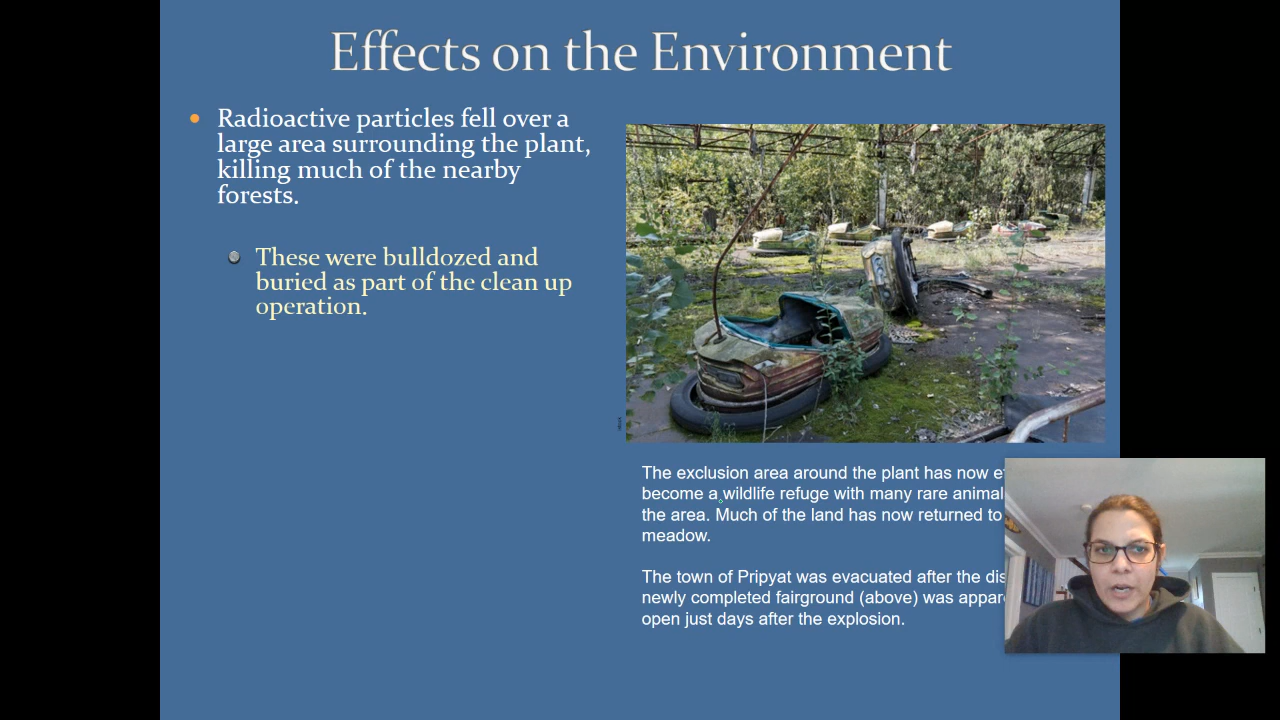 Effects on the Environment
Radioactive particles fell over a
large area surrounding the plant,
killing much of the nearby
forests.
These were bulldozed and
buried as part of the clean up
operation.
The exclusion area around the plant has now
become a wildlife refuge with many rare
the area. Much of the land has now returned to
meadow.
The town of Pripyat was evacuated after the
newly completed fairground (above) was
open just days after the explosion.